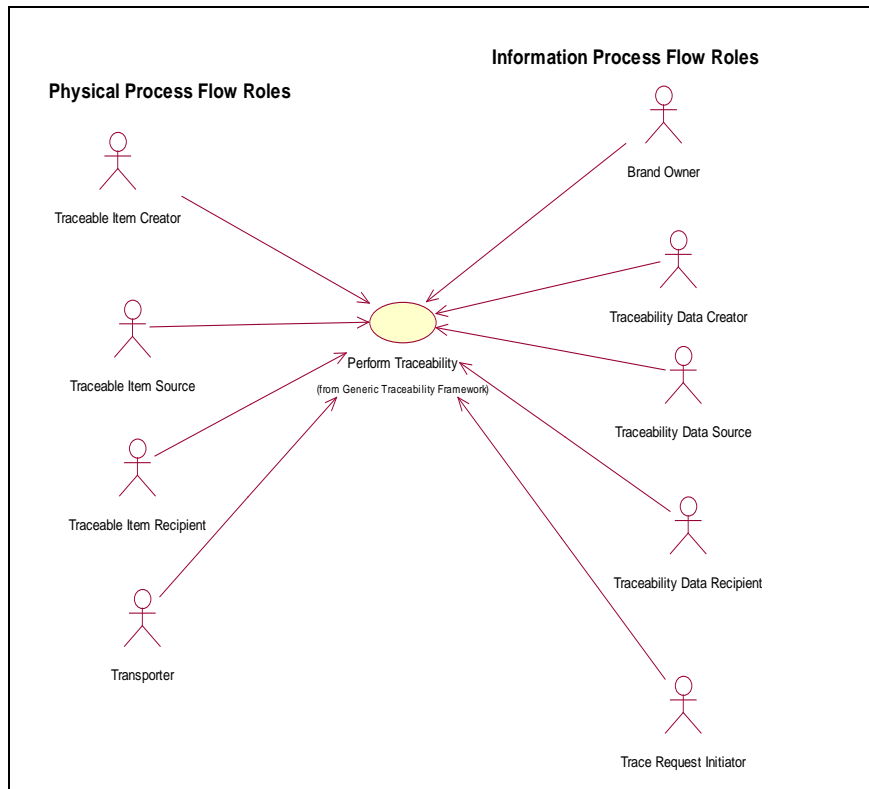 Information Process Flow Roles
Physical Process Flow Roles
Brand Owner
Traceable Item Creator
Traceability Data Creator
Perform Traceability
(from Generic Traceability Framework)
Traceable Item Source
Traceability Data Source
Traceable Item Recipient
Traceability Data Recipient
Transporter
Trace Request Initiator